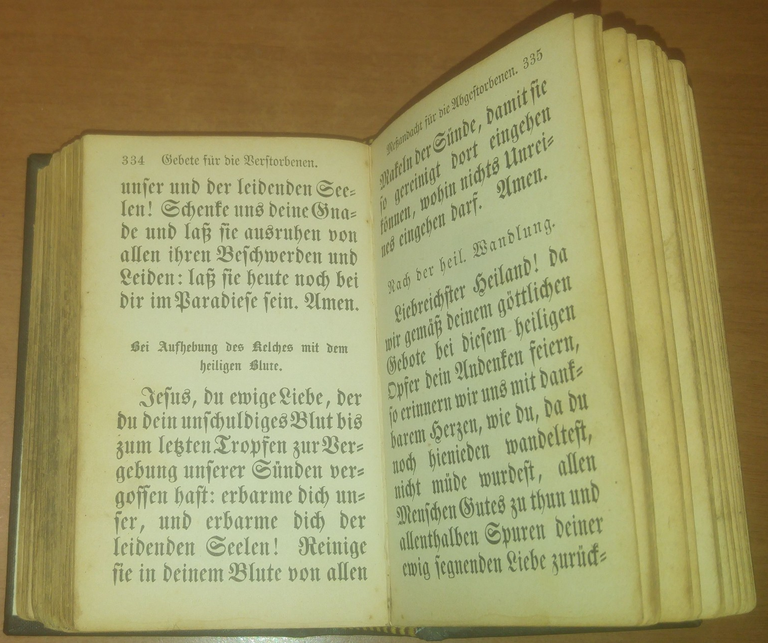 334 Gebete für die Verstorbenen.
unser und der leidenden See-
len! Schenke uns deine Gna-
de und laß sie ausruhen von
allen ihren Beschwerden und
Leiden: laß sie heute noch bei
dir im Paradiese sein. Amen.
Bei Aufhebung des Kelches mit dem
heiligen Blute.
Jesus, du ewige Liebe, der
du dein unschuldiges Blut bis
zum letzten Tropfen zur Ver-
gebung unserer Sünden ver-
gossen hast: erbarme dich un-
ser, und erbarme dich der
leidenden Seelen! Reinige
sie in deinem Blute von allen
Meßandacht für die Abgestorbenen. 335
Makeln der Sünde, damit sie
so gereinigt dort eingehen
können, wohin nichts Unrei-
nes eingehen darf. Amen.
Nach der heil. Wandlung.
Liebreichster Heiland! da
wir gemäß deinem göttlichen
Gebote bei diesem heiligen
Opfer dein Andenken feiern,
so erinnern wir uns mit dank-
barem Herzen, wie du, da du
noch hienieden wandeltest,
nicht müde wurdest, allen
Menschen Gutes zu thun und
allenthalben Spuren deiner
ewig segnenden Liebe zurück-